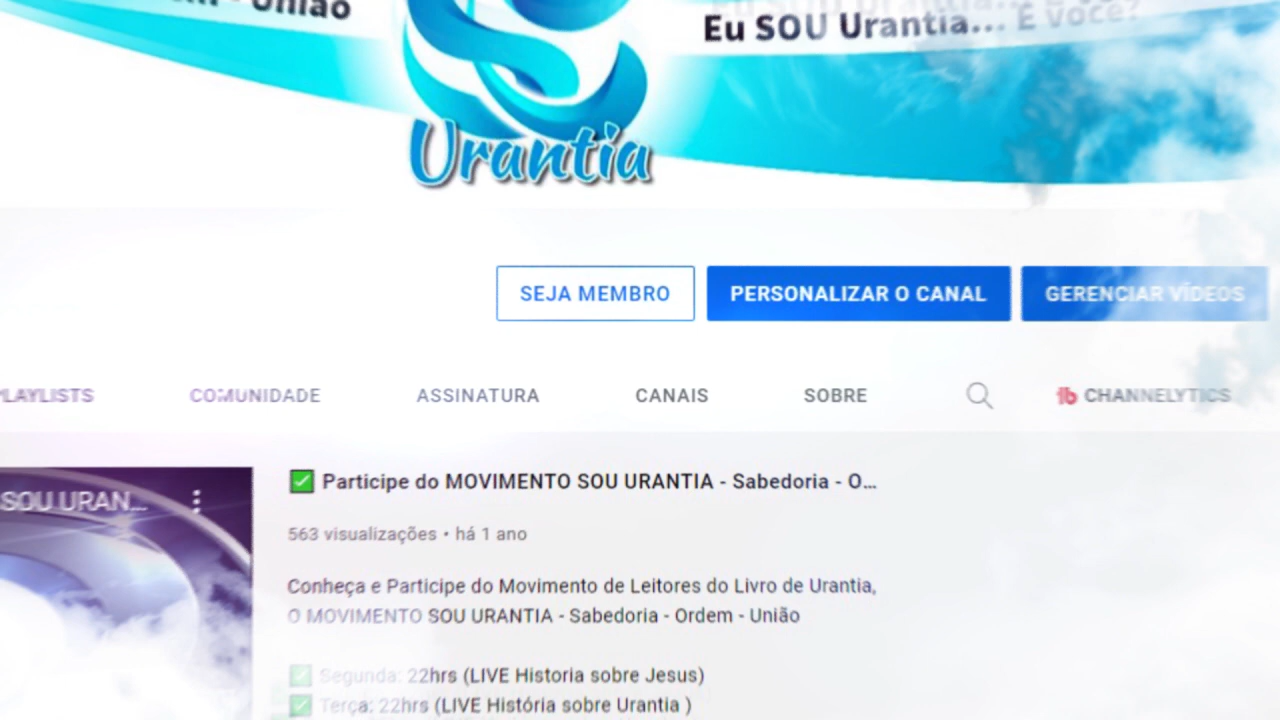 - União
Eu SOU Urantia... E você?
Urantia
SEJA MEMBRO
PERSONALIZAR O CANAL
GERENCIAR VÍDEOS
PLAYLISTS
COMUNIDADE
ASSINATURA
CANAIS
SOBRE
CHANNELYTICS
SOU URAN...
✅ Participe do MOVIMENTO SOU URANTIA - Sabedoria - O...
563 visualizações • há 1 ano
Conheça e Participe do Movimento de Leitores do Livro de Urantia,
O MOVIMENTO SOU URANTIA - Sabedoria - Ordem - União
✅ Segunda: 22hrs (LIVE Historia sobre Jesus)
✅ Terça: 22hrs (LIVE História sobre Urantia )